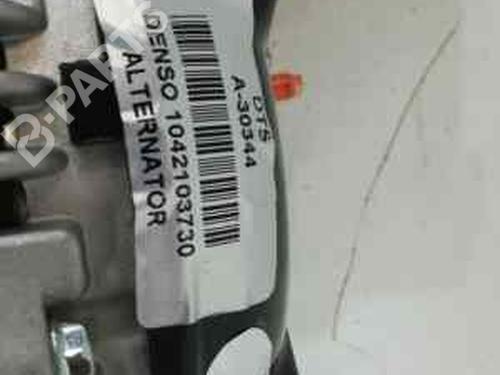 DTS
A-30344
DENSO 1042103730
ALTERNATOR
B-PARTS